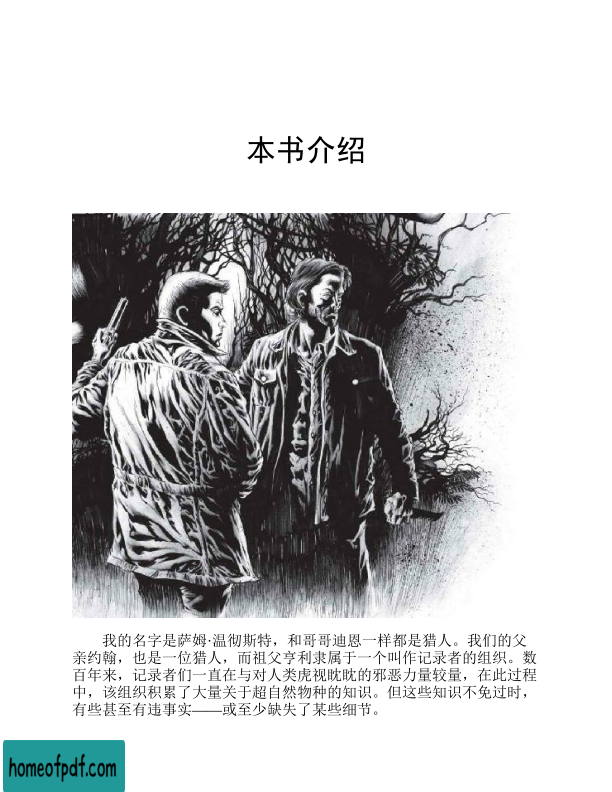 本书介绍
我的名字是萨姆·温彻斯特，和哥哥迪恩一样都是猎人。我们的父
亲约翰，也是一位猎人，而祖父亨利隶属于一个叫作记录者的组织。数
百年来，记录者们一直在与对人类虎视眈眈的邪恶力量较量，在此过程
中，该组织积累了大量关于超自然物种的知识。但这些知识不免过时，
有些甚至有违事实——或至少缺失了某些细节。
homeofpdf.com